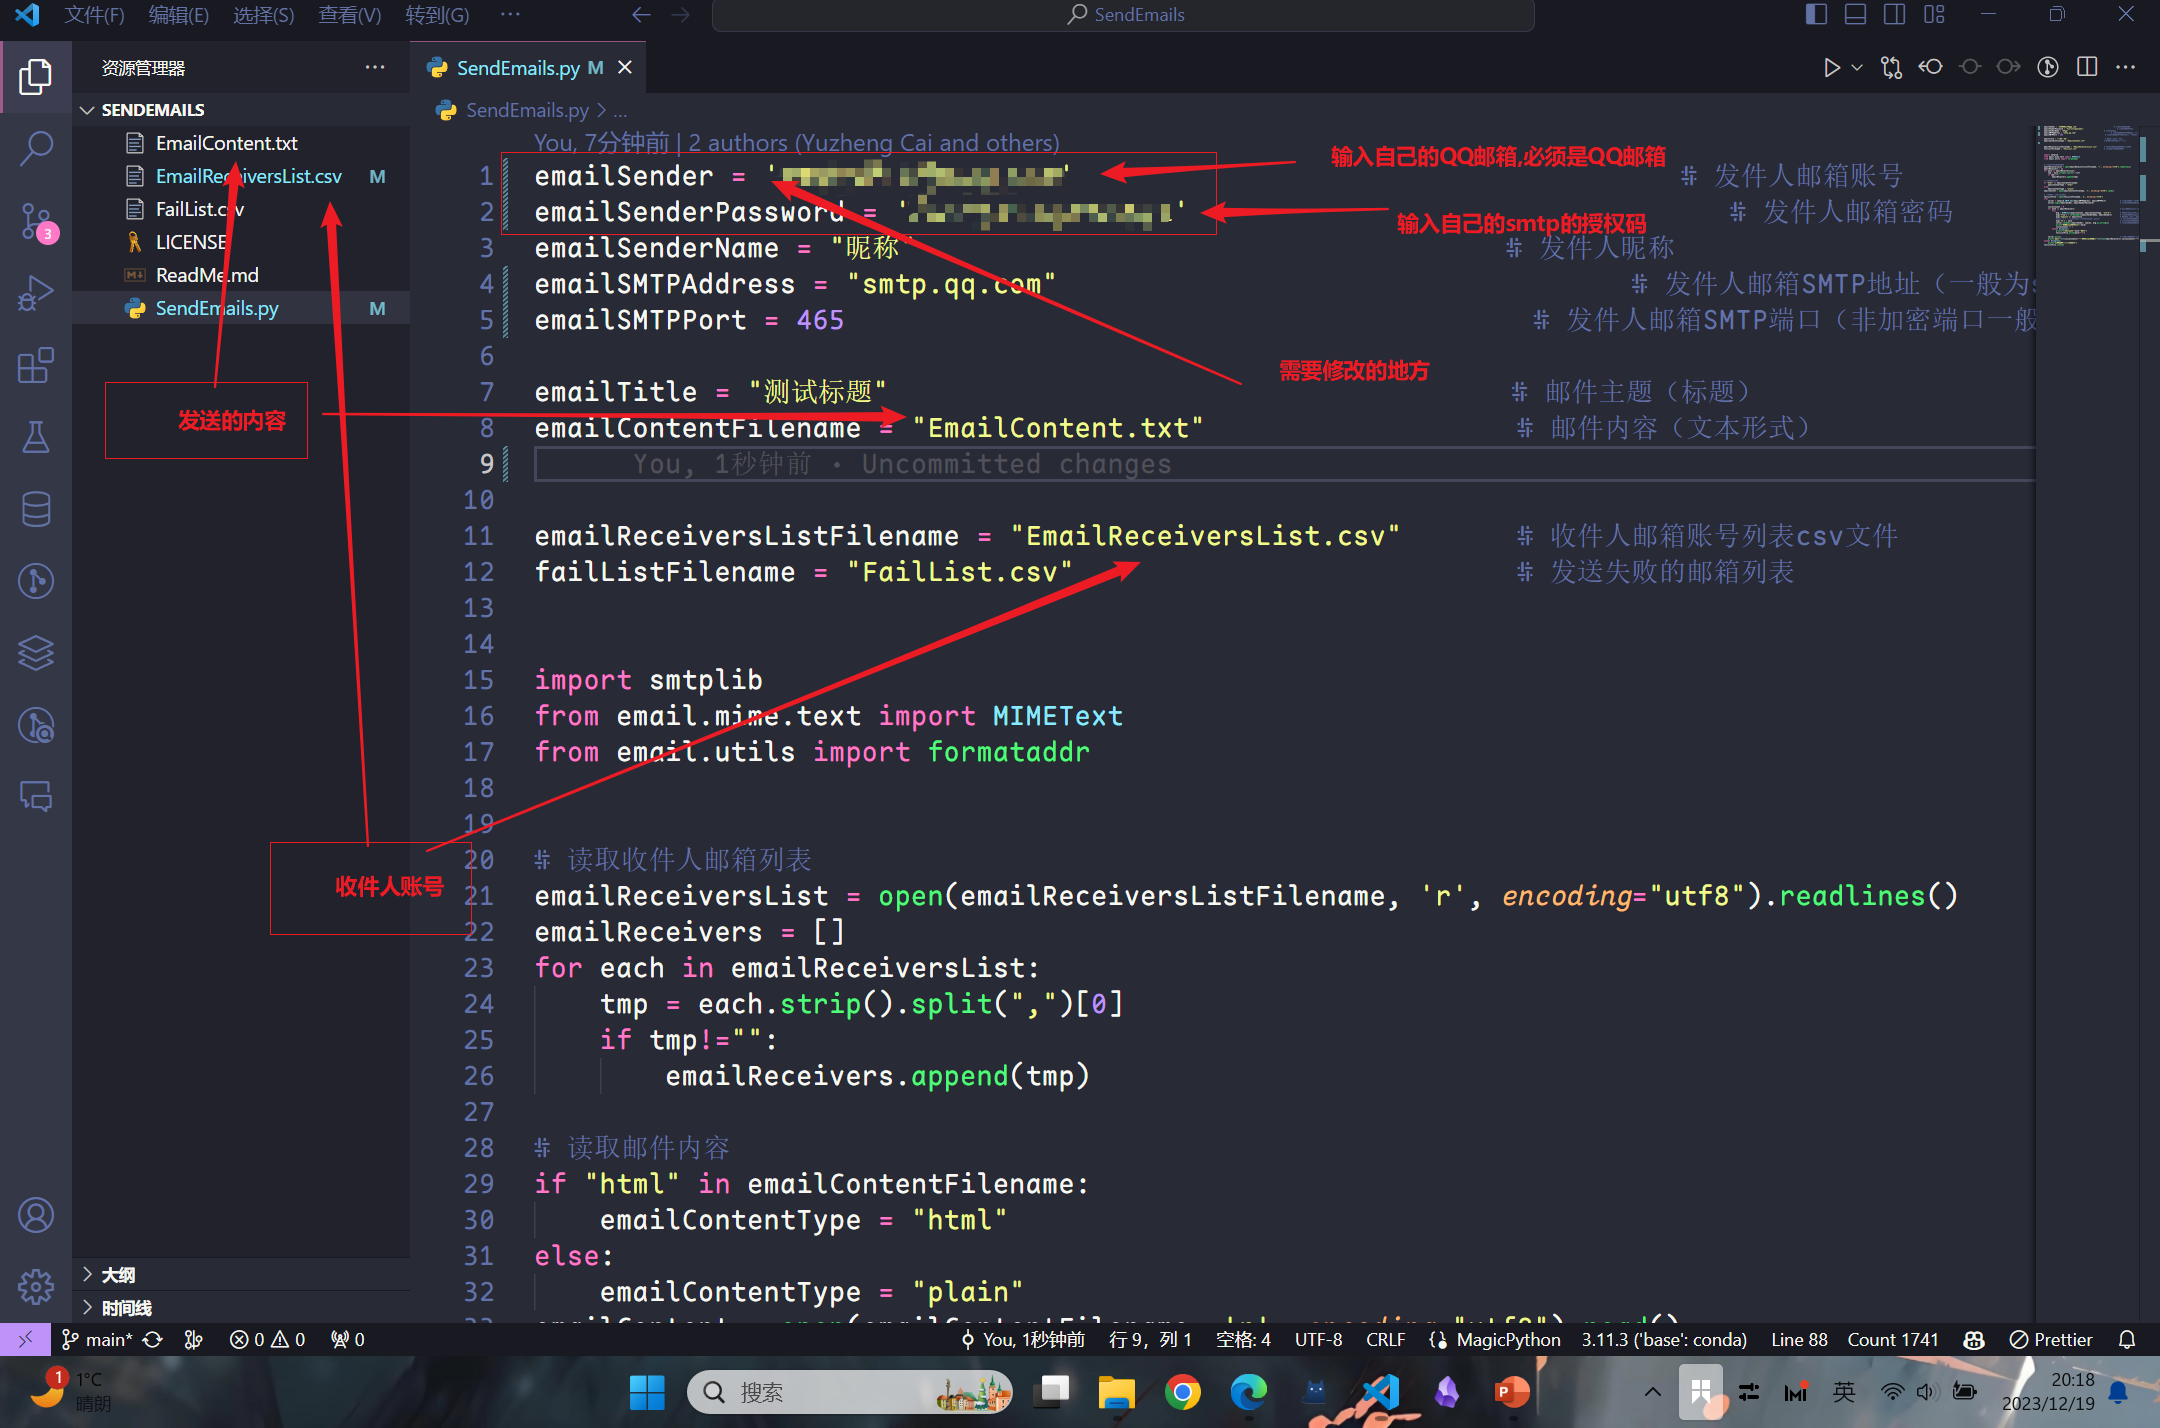 文件(F) 编辑(E) 选择(S) 查看(V) 转到(G) ··· SendEmails
资源管理器 ···
SENDEMAILS
EmailContent.txt
EmailReceiversList.csv M
FailList.csv
LICENSE
ReadMe.md
SendEmails.py M
3
大纲
时间线
SendEmails.py M
SendEmails.py > ...
You, 7分钟前 | 2 authors (Yuzheng Cai and others)
1 emailSender = ' ' # 发件人邮箱账号
2 emailSenderPassword = ' ' # 发件人邮箱密码
3 emailSenderName = "昵称" # 发件人昵称
4 emailSMTPAddress = "smtp.qq.com" # 发件人邮箱SMTP地址（一般为s
5 emailSMTPPort = 465 # 发件人邮箱SMTP端口（非加密端口一般
6
7 emailTitle = "测试标题" # 邮件主题（标题）
8 emailContentFilename = "EmailContent.txt" # 邮件内容（文本形式）
9 You, 1秒钟前 • Uncommitted changes
10
11 emailReceiversListFilename = "EmailReceiversList.csv" # 收件人邮箱账号列表csv文件
12 failListFilename = "FailList.csv" # 发送失败的邮箱列表
13
14
15 import smtplib
16 from email.mime.text import MIMEText
17 from email.utils import formataddr
18
19
20 # 读取收件人邮箱列表
21 emailReceiversList = open(emailReceiversListFilename, 'r', encoding="utf8").readlines()
22 emailReceivers = []
23 for each in emailReceiversList:
24 tmp = each.strip().split(",")[0]
25 if tmp!="":
26 emailReceivers.append(tmp)
27
28 # 读取邮件内容
29 if "html" in emailContentFilename:
30 emailContentType = "html"
31 else:
32 emailContentType = "plain"
输入自己的QQ邮箱,必须是QQ邮箱
输入自己的smtp的授权码
需要修改的地方
发送的内容
收件人账号
main* 0 0 0 You, 1秒钟前 行 9，列 1 空格: 4 UTF-8 CRLF MagicPython 3.11.3 ('base': conda) Line 88 Count 1741 Prettier
1 1°C
晴朗
搜索
英
20:18
2023/12/19